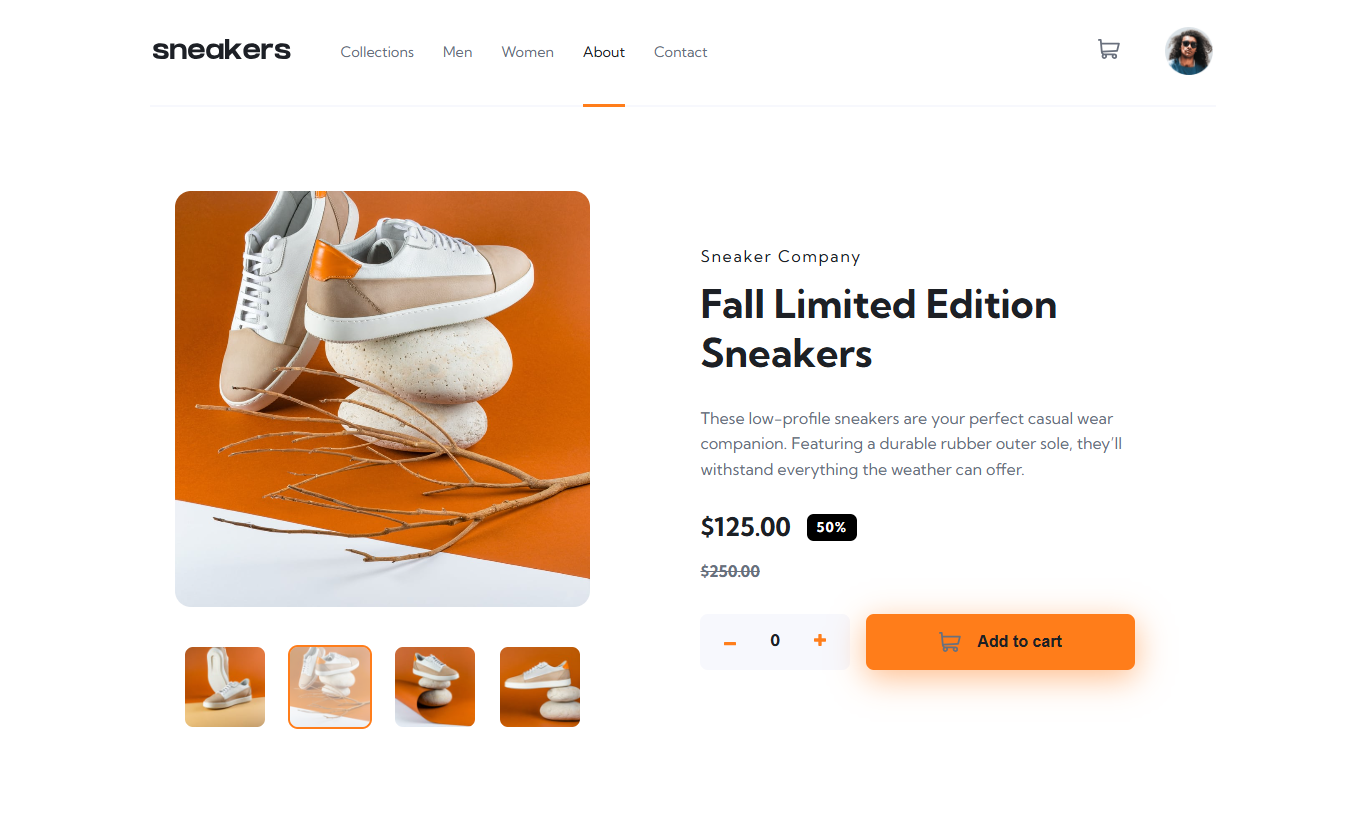 sneakers Collections Men Women About Contact
Sneaker Company
Fall Limited Edition
Sneakers
These low-profile sneakers are your perfect casual wear
companion. Featuring a durable rubber outer sole, they'll
withstand everything the weather can offer.
$125.00 50%
$250.00
– 0 + Add to cart